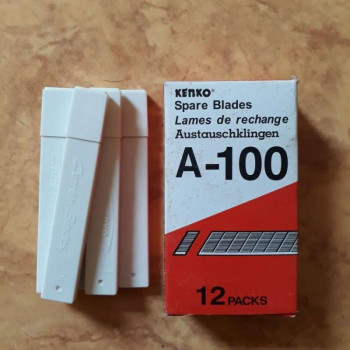 KENKO®
Spare Blades
Lames de rechange
Austauschklingen
A-100
12 PACKS